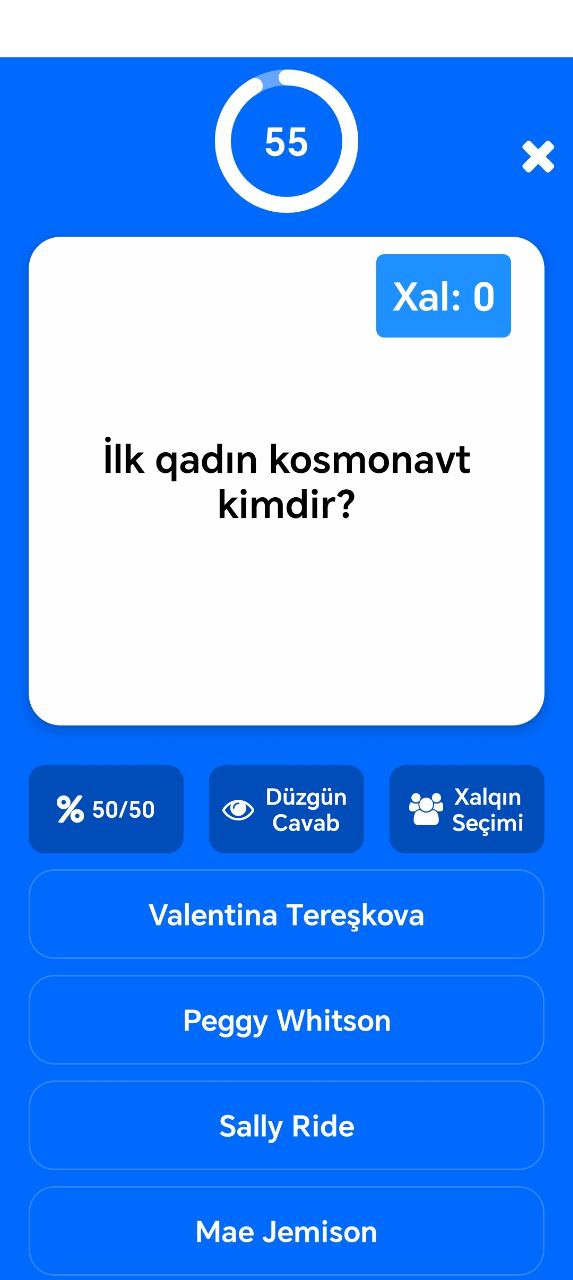 55
Xal: 0
İlk qadın kosmonavt
kimdir?
% 50/50
Düzgün
Cavab
Xalqın
Seçimi
Valentina Tereşkova
Peggy Whitson
Sally Ride
Mae Jemison